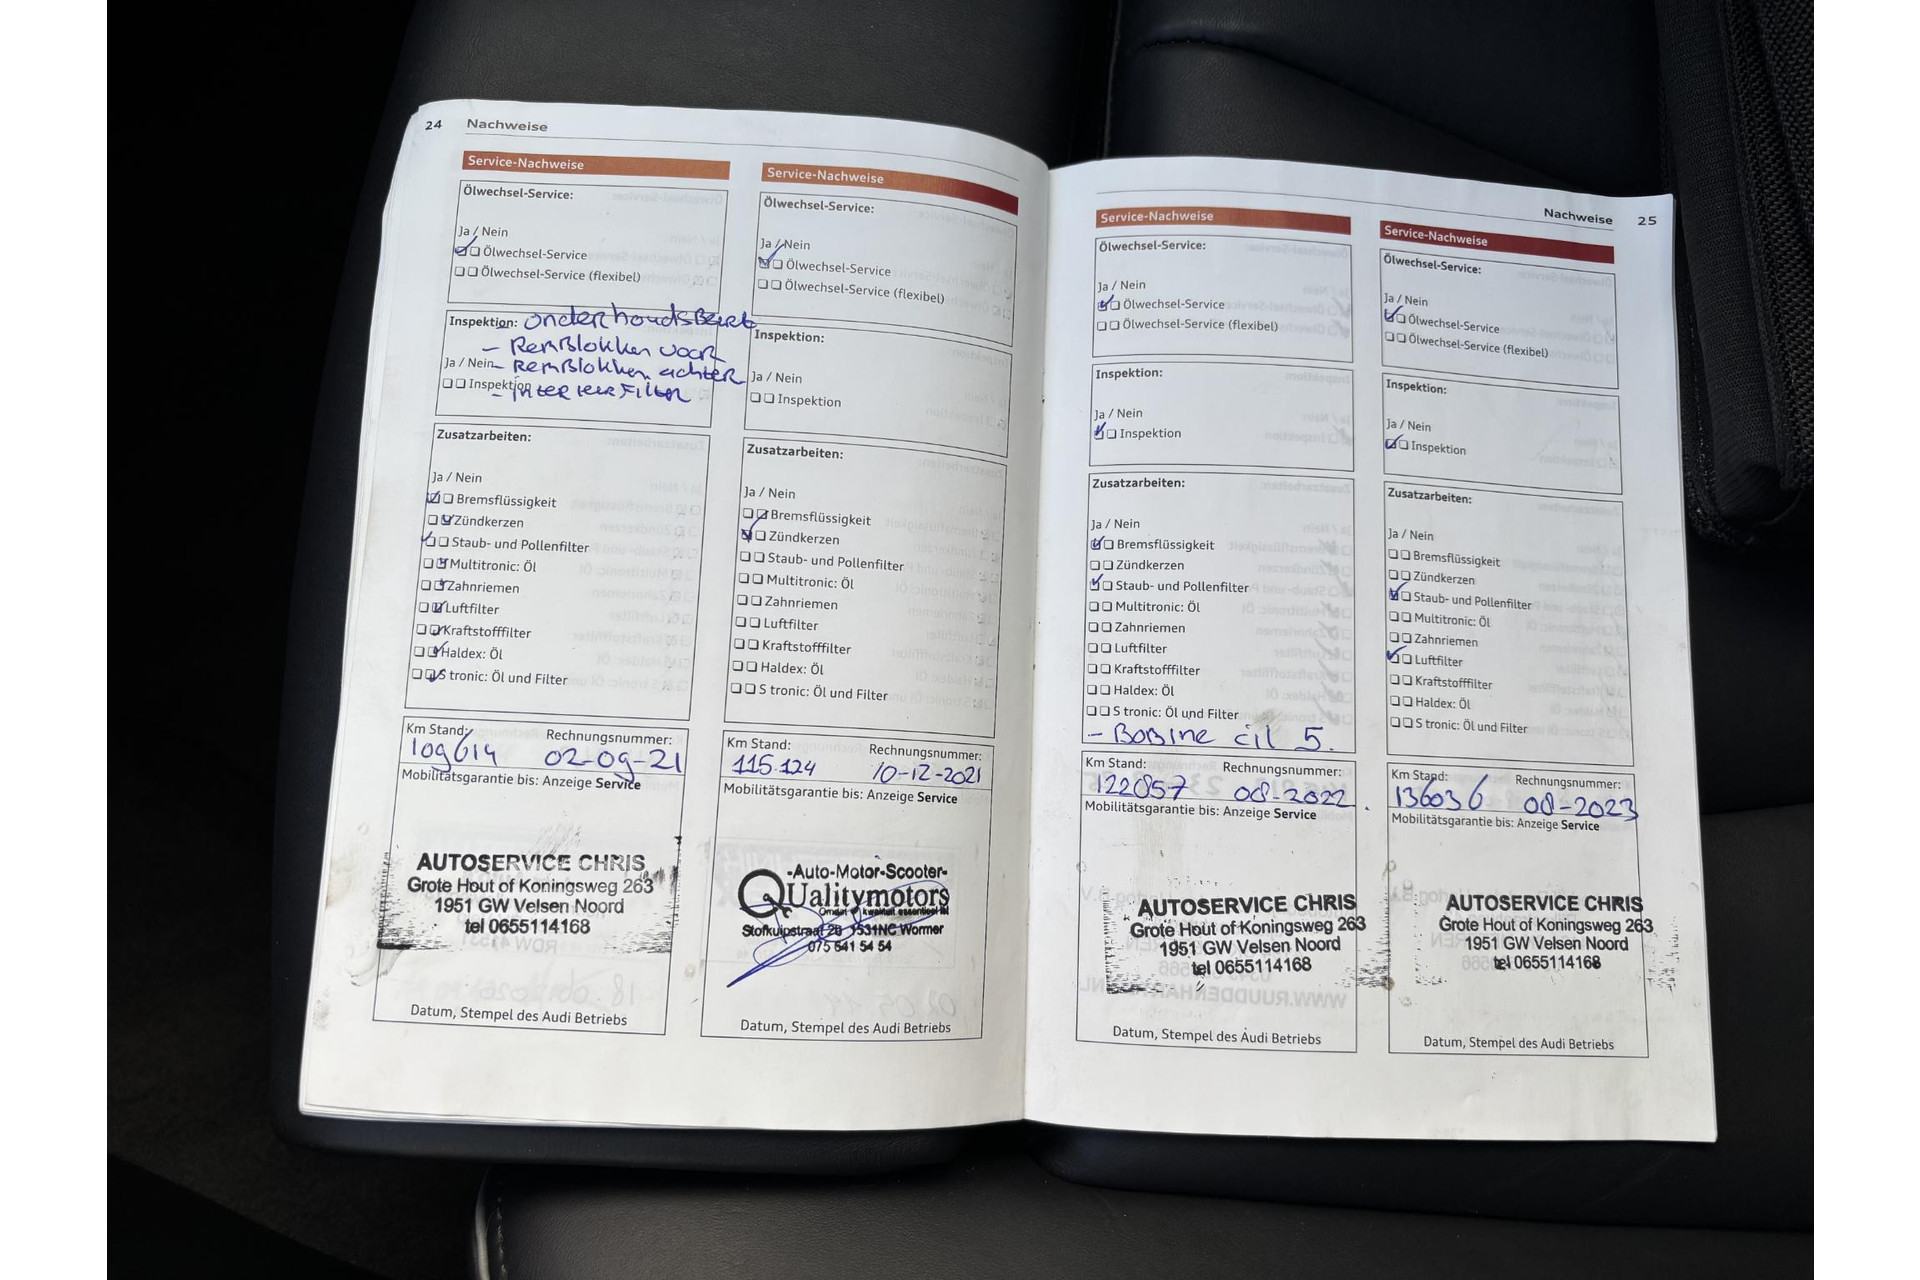 24 Nachweise
Service-Nachweise
Ölwechsel-Service:
Ja / Nein
Ölwechsel-Service
Ölwechsel-Service (flexibel)
Inspektion: onderhoudsBeurt
- RemBlokken voor
Ja / Nein - RemBlokken achter
Inspektion - interieurFilter
Zusatzarbeiten:
Ja / Nein
Bremsflüssigkeit
Zündkerzen
Staub- und Pollenfilter
Multitronic: Öl
Zahnriemen
Luftfilter
Kraftstofffilter
Haldex: Öl
S tronic: Öl und Filter
Km Stand: Rechnungsnummer:
109614 02-09-21
Mobilitätsgarantie bis: Anzeige Service
AUTOSERVICE CHRIS
Grote Hout of Koningsweg 263
1951 GW Velsen Noord
tel 0655114168
Datum, Stempel des Audi Betriebs
Service-Nachweise
Ölwechsel-Service:
Ja / Nein
Ölwechsel-Service
Ölwechsel-Service (flexibel)
Inspektion:
Ja / Nein
Inspektion
Zusatzarbeiten:
Ja / Nein
Bremsflüssigkeit
Zündkerzen
Staub- und Pollenfilter
Multitronic: Öl
Zahnriemen
Luftfilter
Kraftstofffilter
Haldex: Öl
S tronic: Öl und Filter
Km Stand: Rechnungsnummer:
115.124 10-12-2021
Mobilitätsgarantie bis: Anzeige Service
-Auto-Motor-Scooter-
QUalitymotors
Omdat kwaliteit essentieel is!
Stofkuipstraat 20 1531NC Wormer
075 641 54 54
Datum, Stempel des Audi Betriebs
Nachweise 25
Service-Nachweise
Ölwechsel-Service:
Ja / Nein
Ölwechsel-Service
Ölwechsel-Service (flexibel)
Inspektion:
Ja / Nein
Inspektion
Zusatzarbeiten:
Ja / Nein
Bremsflüssigkeit
Zündkerzen
Staub- und Pollenfilter
Multitronic: Öl
Zahnriemen
Luftfilter
Kraftstofffilter
Haldex: Öl
S tronic: Öl und Filter
- BoBine cil 5.
Km Stand: Rechnungsnummer:
122857 08-2022.
Mobilitätsgarantie bis: Anzeige Service
AUTOSERVICE CHRIS
Grote Hout of Koningsweg 263
1951 GW Velsen Noord
tel 0655114168
Datum, Stempel des Audi Betriebs
Service-Nachweise
Ölwechsel-Service:
Ja / Nein
Ölwechsel-Service
Ölwechsel-Service (flexibel)
Inspektion:
Ja / Nein
Inspektion
Zusatzarbeiten:
Ja / Nein
Bremsflüssigkeit
Zündkerzen
Staub- und Pollenfilter
Multitronic: Öl
Zahnriemen
Luftfilter
Kraftstofffilter
Haldex: Öl
S tronic: Öl und Filter
Km Stand: Rechnungsnummer:
136036 08-2023
Mobilitätsgarantie bis: Anzeige Service
AUTOSERVICE CHRIS
Grote Hout of Koningsweg 263
1951 GW Velsen Noord
tel 0655114168
Datum, Stempel des Audi Betriebs